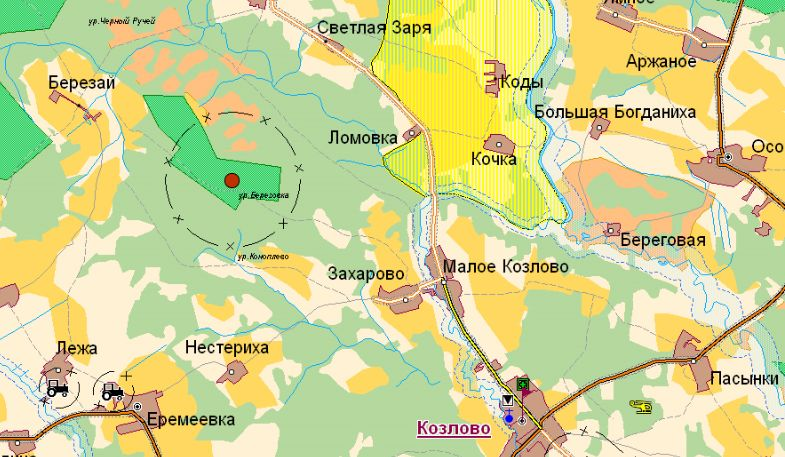 ур.Черный Ручей
Светлая Заря
Аржаное
Березай
Коды
Большая Богданиха
Ломовка
Кочка
Осо
ур.Березовка
Береговая
ур.Коноплево
Захарово
Малое Козлово
Лежа
Нестериха
Пасынки
Еремеевка
Козлово